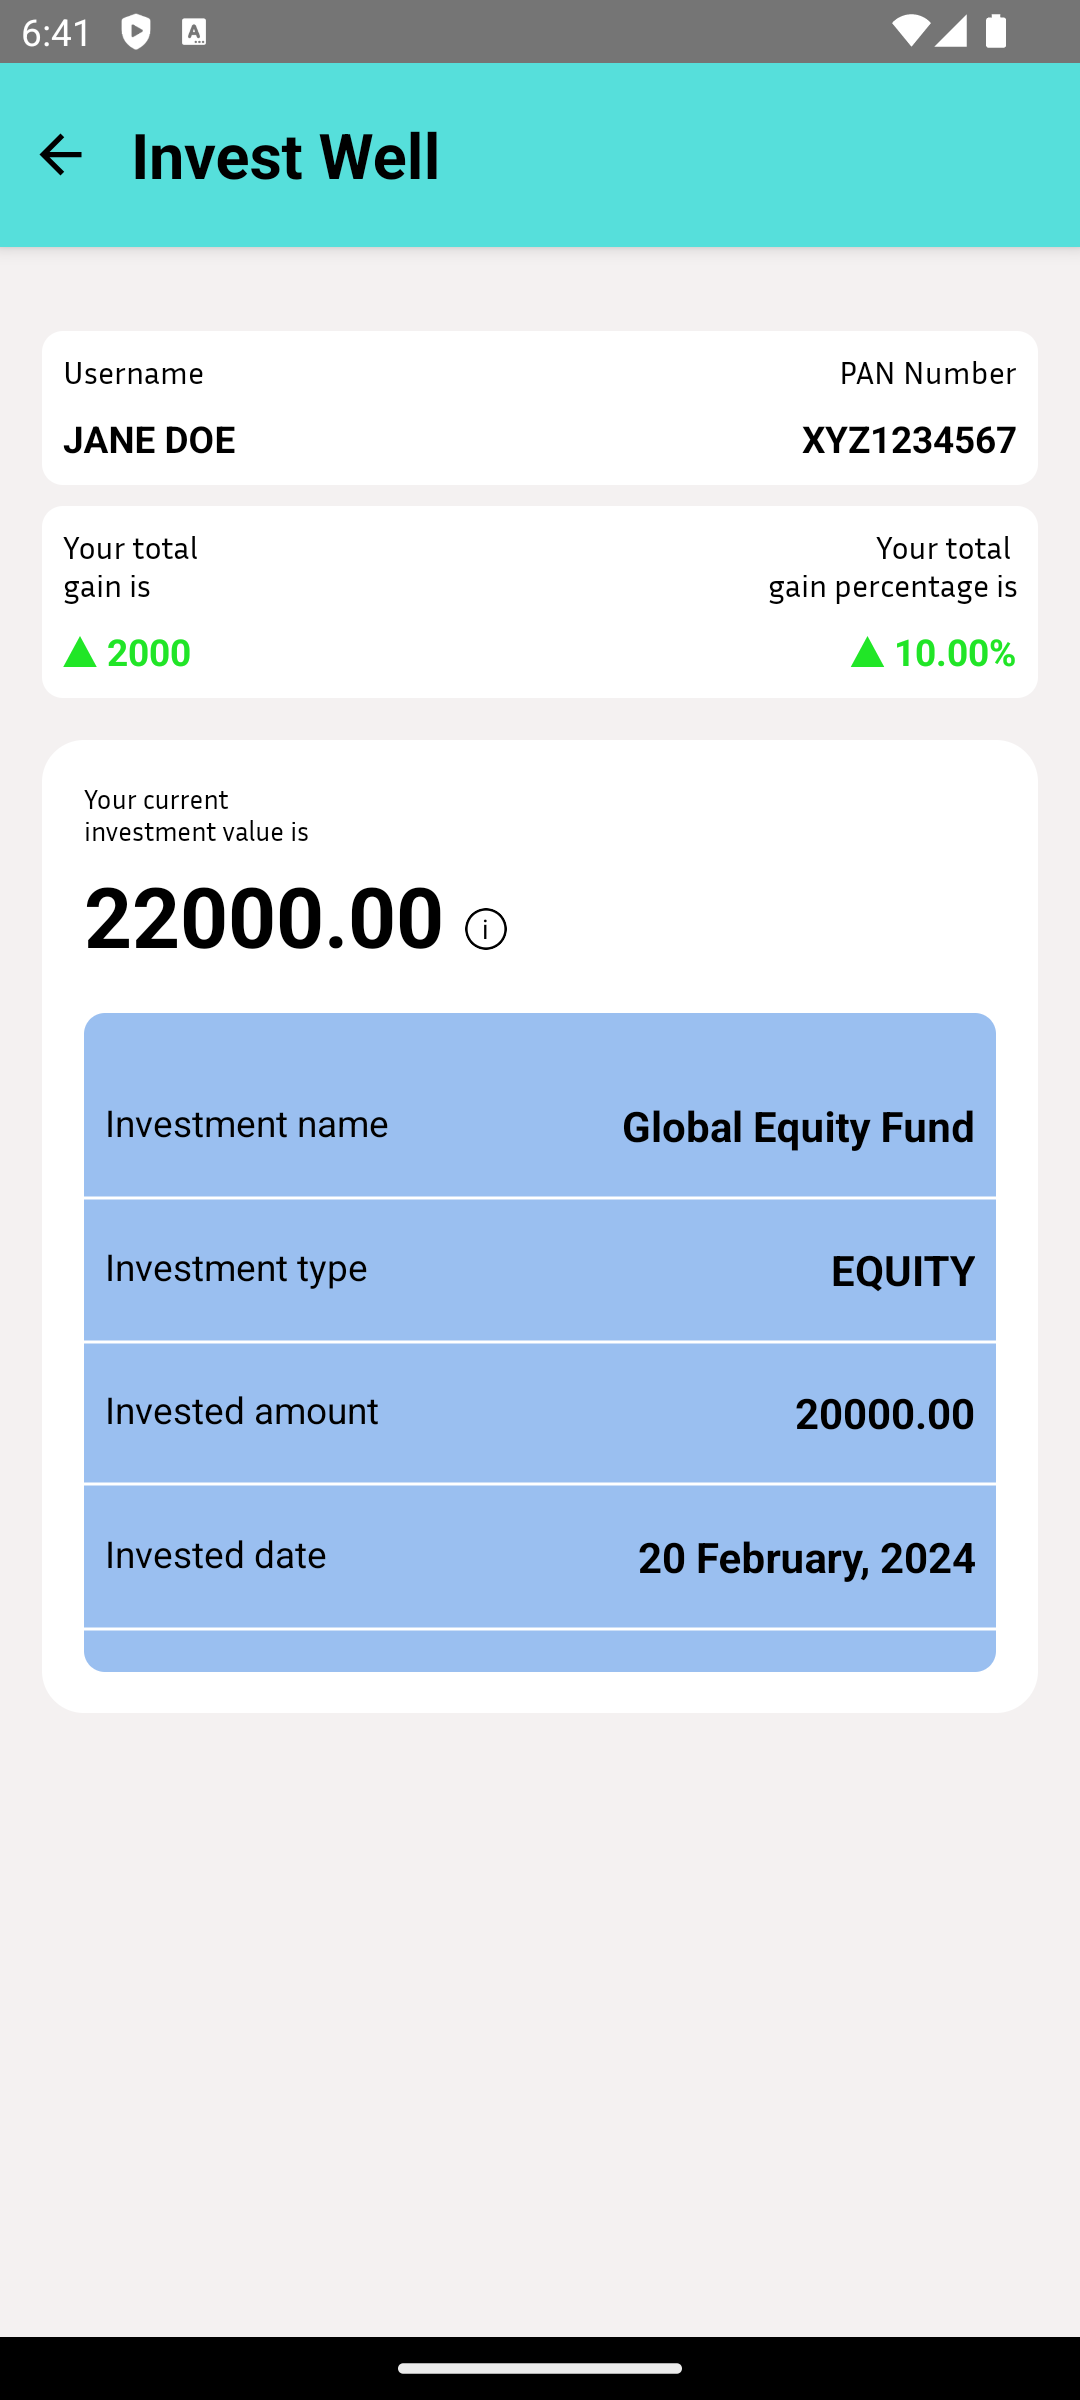 6:41
Invest Well
Username
PAN Number
JANE DOE
XYZ1234567
Your total
gain is
Your total
gain percentage is
2000
10.00%
Your current
investment value is
22000.00
Investment name
Global Equity Fund
Investment type
EQUITY
Invested amount
20000.00
Invested date
20 February, 2024